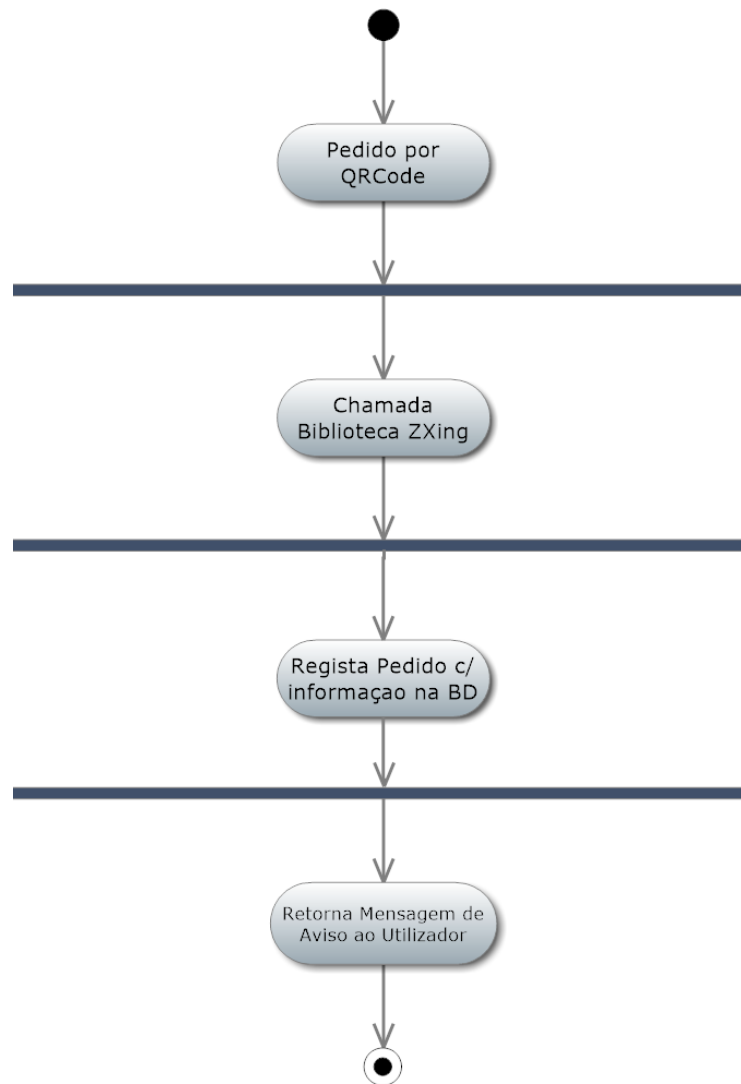 Pedido por
QRCode
Chamada
Biblioteca ZXing
Regista Pedido c/
informaçao na BD
Retorna Mensagem de
Aviso ao Utilizador